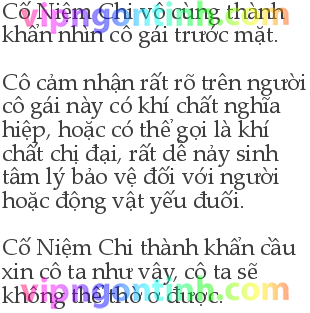 Cố Niệm Chi vô cùng thành
khẩn nhìn cô gái trước mặt.
Cô cảm nhận rất rõ trên người
cô gái này có khí chất nghĩa
hiệp, hoặc có thể gọi là khí
chất chị đại, rất dễ nảy sinh
tâm lý bảo vệ đối với người
hoặc động vật yếu đuối.
Cố Niệm Chi thành khẩn cầu
xin cô ta như vậy, cô ta sẽ
không thể thờ ơ được.
vipngontinh.com
vipngontinh.com